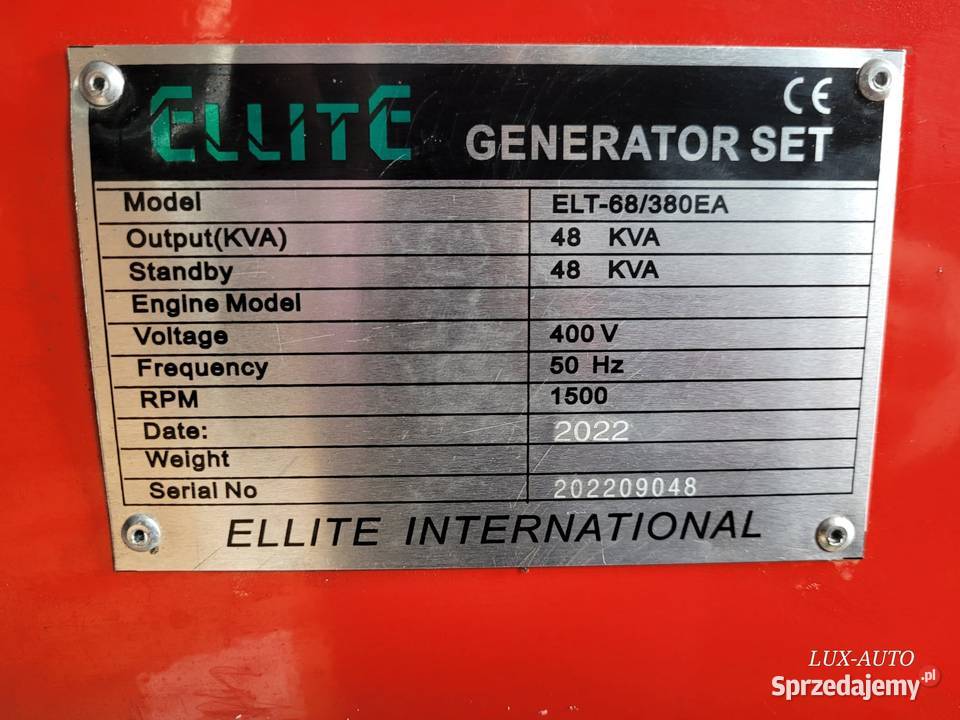 ELLITE
CE
GENERATOR SET
Model ELT-68/380EA
Output(KVA) 48 KVA
Standby 48 KVA
Engine Model
Voltage 400 V
Frequency 50 Hz
RPM 1500
Date: 2022
Weight
Serial No 202209048
ELLITE INTERNATIONAL
LUX-AUTO
Sprzedajemy.pl